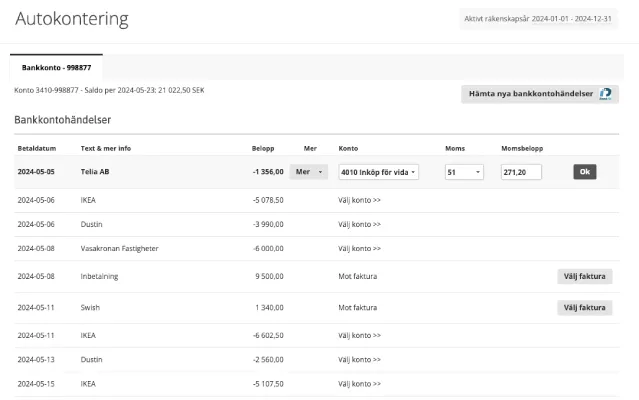 Autokontering
Aktivt räkenskapsår 2024-01-01 - 2024-12-31
Bankkonto - 998877
Konto 3410-998877 - Saldo per 2024-05-23: 21 022,50 SEK
Hämta nya bankkontohändelser
Bankkontohändelser
Betaldatum Text & mer info Belopp Mer Konto Moms Momsbelopp
2024-05-05 Telia AB -1 356,00 Mer 4010 Inköp för vida 51 271,20 Ok
2024-05-06 IKEA -5 078,50 Välj konto >>
2024-05-06 Dustin -3 990,00 Välj konto >>
2024-05-08 Vasakronan Fastigheter -6 000,00 Välj konto >>
2024-05-08 Inbetalning 9 500,00 Mot faktura Välj faktura
2024-05-11 Swish 1 340,00 Mot faktura Välj faktura
2024-05-11 IKEA -6 602,50 Välj konto >>
2024-05-13 Dustin -2 560,00 Välj konto >>
2024-05-15 IKEA -5 107,50 Välj konto >>